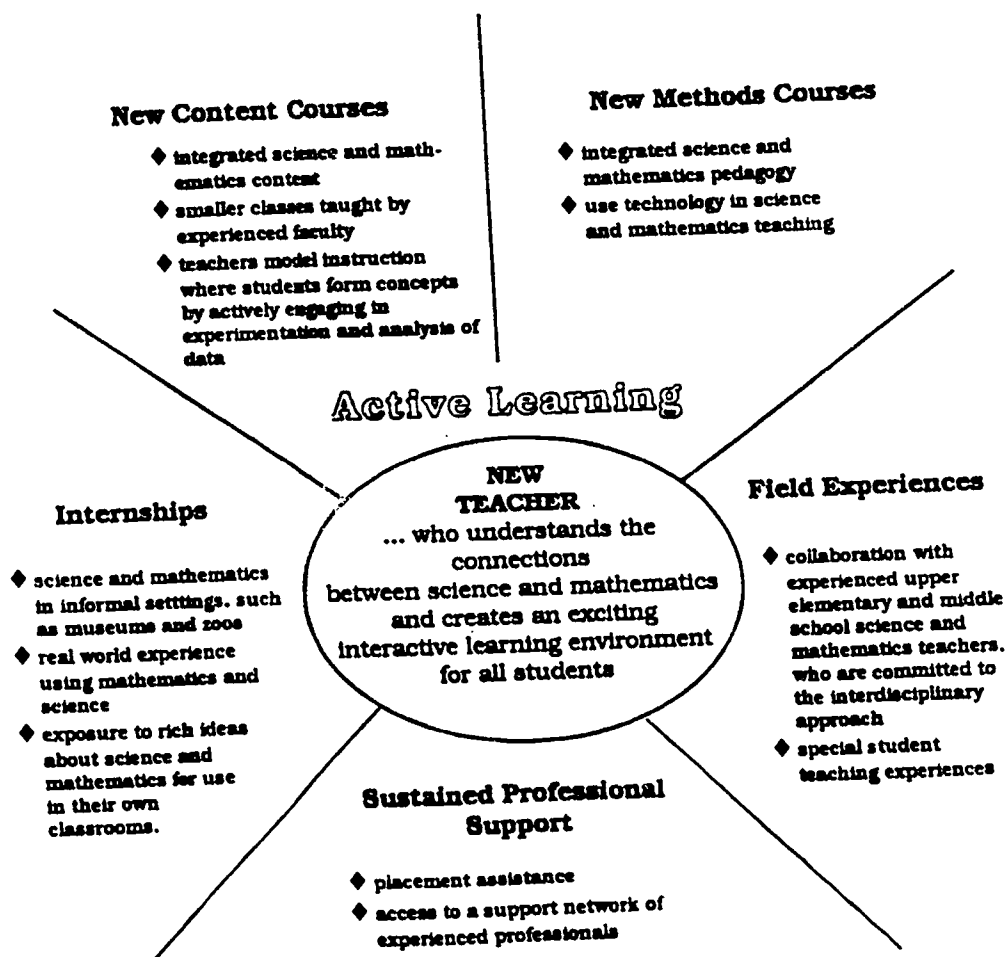 New Content Courses
◆ integrated science and math-
ematics content
◆ smaller classes taught by
experienced faculty
◆ teachers model instruction
where students form concepts
by actively engaging in
experimentation and analysis of
data
New Methods Courses
◆ integrated science and
mathematics pedagogy
◆ use technology in science
and mathematics teaching
Active Learning
NEW
TEACHER
... who understands the
connections
between science and mathematics
and creates an exciting
interactive learning environment
for all students
Internships
◆ science and mathematics
in informal setttings, such
as museums and zoos
◆ real world experience
using mathematics and
science
◆ exposure to rich ideas
about science and
mathematics for use
in their own
classrooms.
Field Experiences
◆ collaboration with
experienced upper
elementary and middle
school science and
mathematics teachers,
who are committed to
the interdisciplinary
approach
◆ special student
teaching experiences
Sustained Professional
Support
◆ placement assistance
◆ access to a support network of
experienced professionals